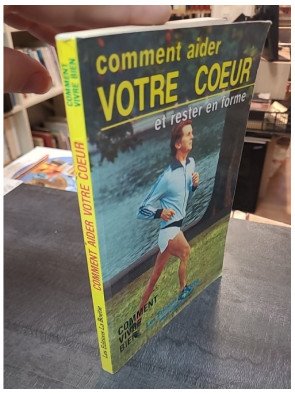 comment aider
VOTRE COEUR
et rester en forme
COMMENT
VIVRE
BIEN
COMMENT
VIVRE BIEN
COMMENT AIDER VOTRE COEUR